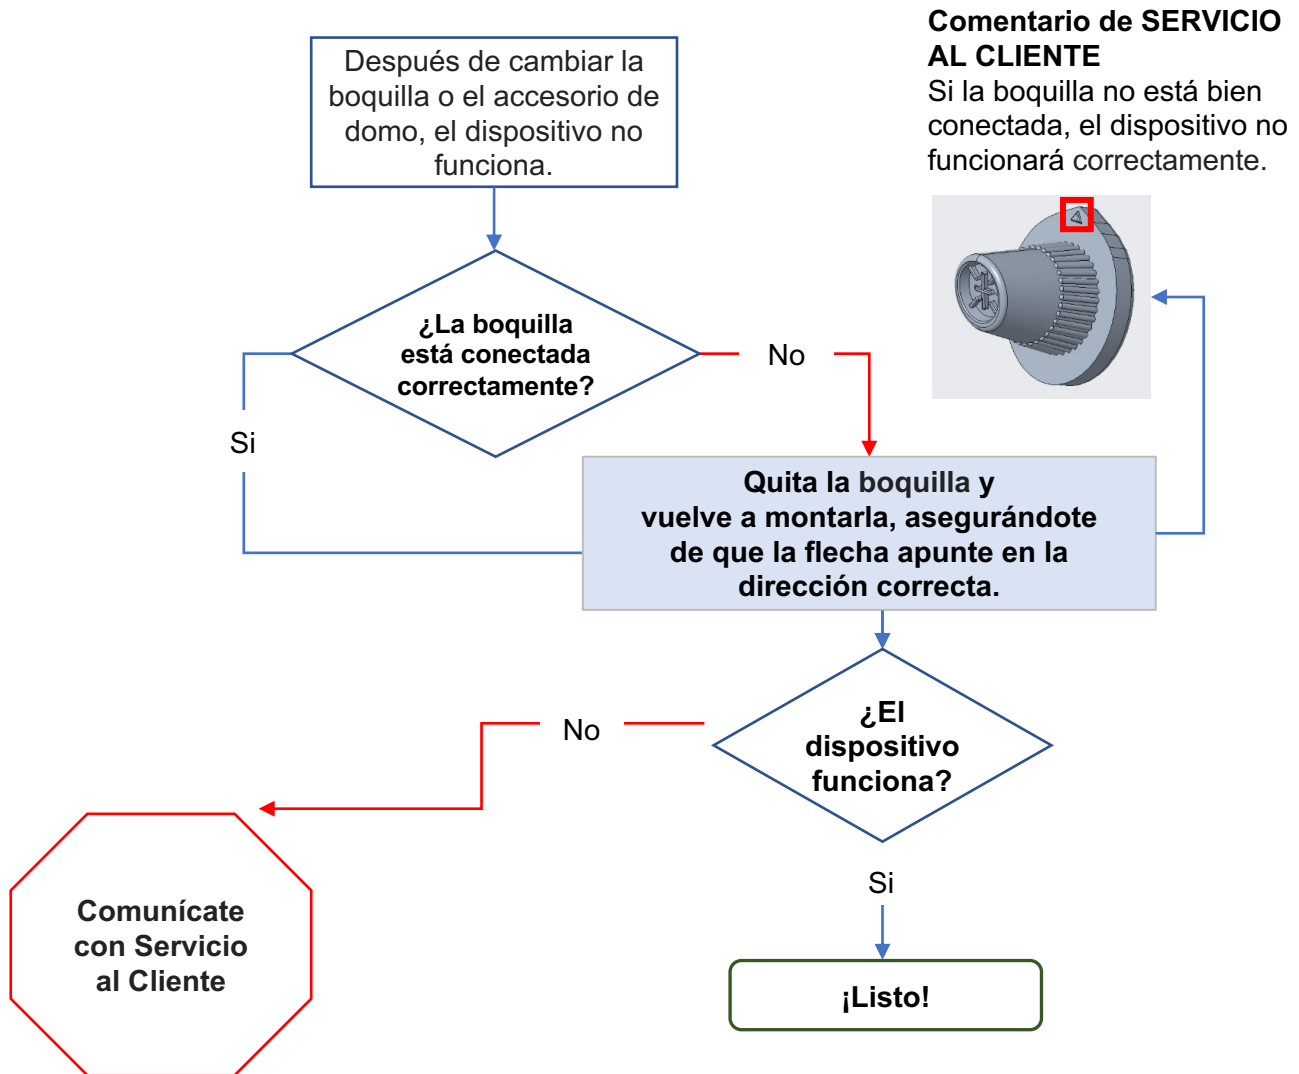 Comentario de SERVICIO
AL CLIENTE
Si la boquilla no está bien
conectada, el dispositivo no
funcionará correctamente.
Después de cambiar la
boquilla o el accesorio de
domo, el dispositivo no
funciona.
¿La boquilla
está conectada
correctamente?
No
Si
Quita la boquilla y
vuelve a montarla, asegurándote
de que la flecha apunte en la
dirección correcta.
¿El
dispositivo
funciona?
No
Si
Comunícate
con Servicio
al Cliente
¡Listo!